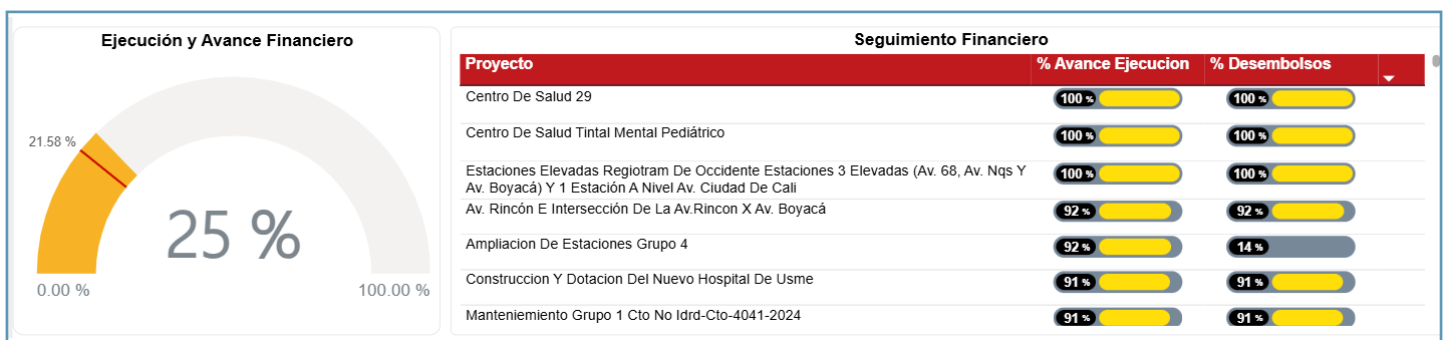 Ejecución y Avance Financiero
21.58 %
25 %
0.00 %
100.00 %
Seguimiento Financiero
Proyecto % Avance Ejecucion % Desembolsos
Centro De Salud 29 100 % 100 %
Centro De Salud Tintal Mental Pediátrico 100 % 100 %
Estaciones Elevadas Regiotram De Occidente Estaciones 3 Elevadas (Av. 68, Av. Nqs Y
Av. Boyacá) Y 1 Estación A Nivel Av. Ciudad De Cali 100 % 100 %
Av. Rincón E Intersección De La Av.Rincon X Av. Boyacá 92 % 92 %
Ampliacion De Estaciones Grupo 4 92 % 14 %
Construccion Y Dotacion Del Nuevo Hospital De Usme 91 % 91 %
Manteniemiento Grupo 1 Cto No Idrd-Cto-4041-2024 91 % 91 %